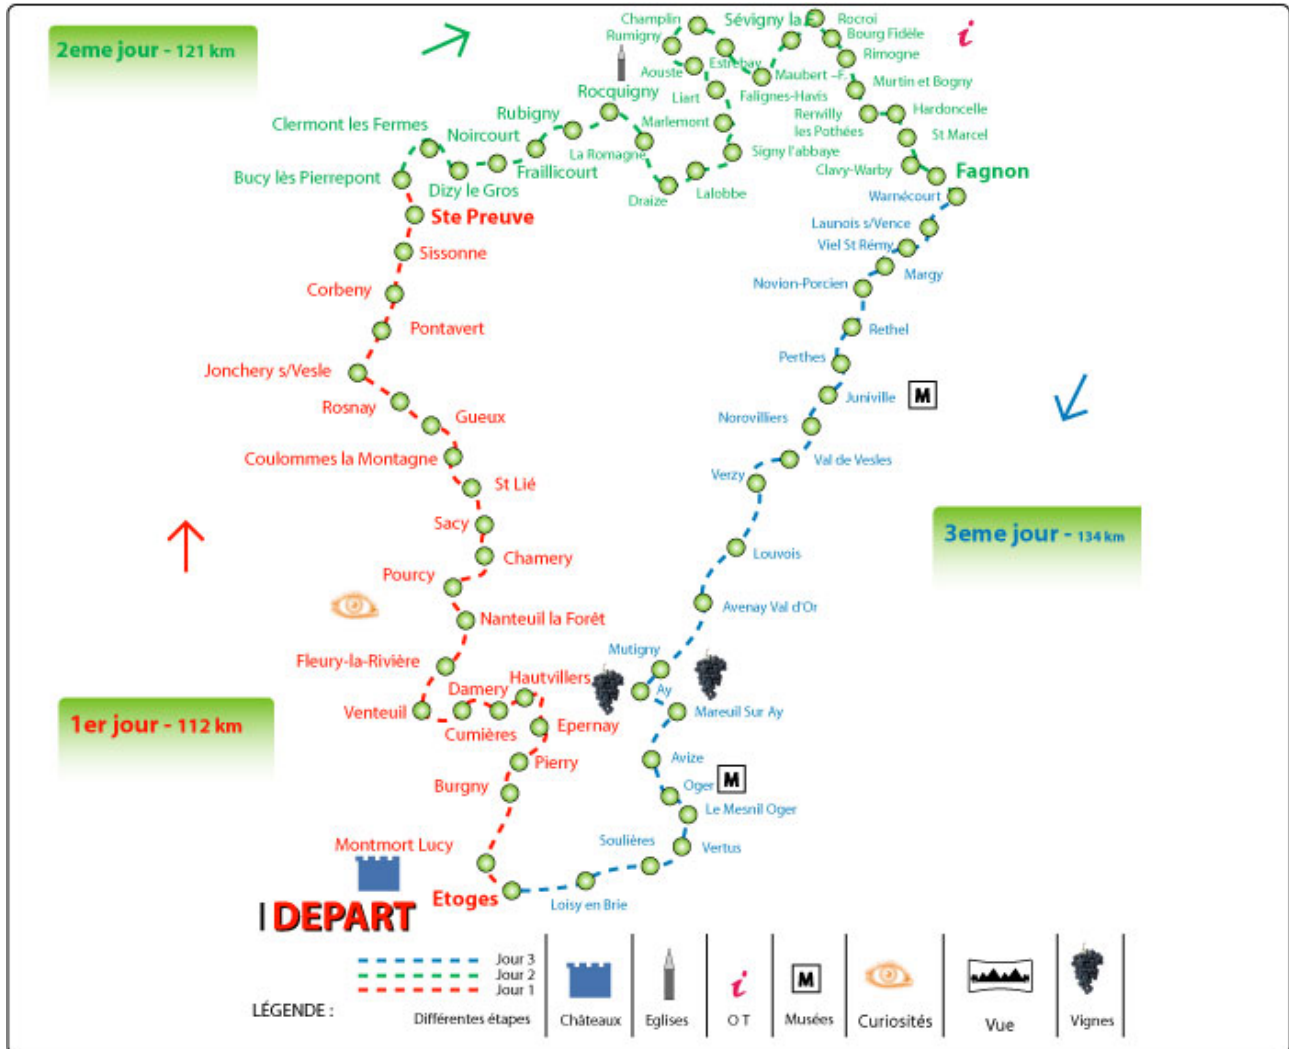 2eme jour - 121 km
Champlin
Sévigny la F.
Rocroi
Rumigny
Bourg Fidèle
Estrebay
Rimogne
Aouste
Maubert -F.
Murtin et Bogny
Liart
Falignes-Havis
Rocquigny
Hardoncelle
Renvilly
les Pothées
Rubigny
Marlemont
St Marcel
Clermont les Fermes
Noircourt
La Romagne
Signy l'abbaye
Clavy-Warby
Fagnon
Fraillicourt
Bucy lès Pierrepont
Dizy le Gros
Draize
Lalobbe
Warnécourt
Ste Preuve
Launois s/Vence
Sissonne
Viel St Rémy
Margy
Corbeny
Novion-Porcien
Pontavert
Rethel
Jonchery s/Vesle
Perthes
Rosnay
Juniville
M
Gueux
Norovilliers
Coulommes la Montagne
Val de Vesles
St Lié
Verzy
Sacy
3eme jour - 134 km
Chamery
Louvois
Pourcy
Nanteuil la Forêt
Avenay Val d'Or
Fleury-la-Rivière
Mutigny
Hautvillers
Damery
Ay
Venteuil
Mareuil Sur Ay
1er jour - 112 km
Cumières
Epernay
Pierry
Avize
Burgny
Oger
M
Le Mesnil Oger
Montmort Lucy
Soulières
Vertus
Etoges
Loisy en Brie
I DEPART
Jour 3
Jour 2
Jour 1
M
LÉGENDE :
Différentes étapes
Châteaux
Eglises
O T
Musées
Curiosités
Vue
Vignes